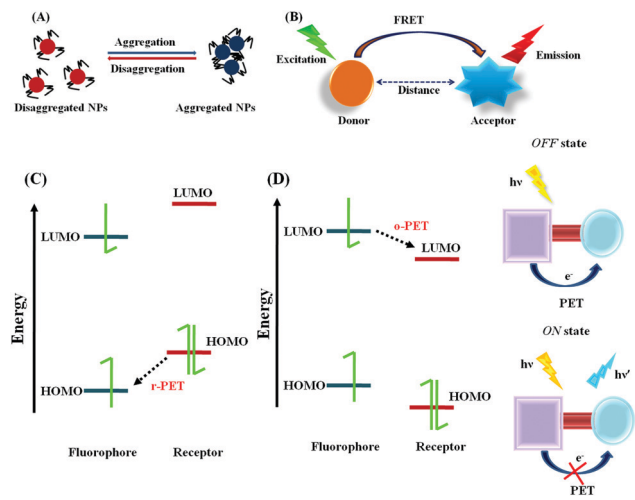 (A)
Aggregation
Disaggregation
Disaggregated NPs
Aggregated NPs
(B)
FRET
Excitation
Emission
Distance
Donor
Acceptor
(C)
Energy
LUMO
LUMO
HOMO
HOMO
r-PET
Fluorophore
Receptor
(D)
Energy
LUMO
o-PET
LUMO
HOMO
HOMO
Fluorophore
Receptor
OFF state
hν
e-
PET
ON state
hν
hν'
e-
PET